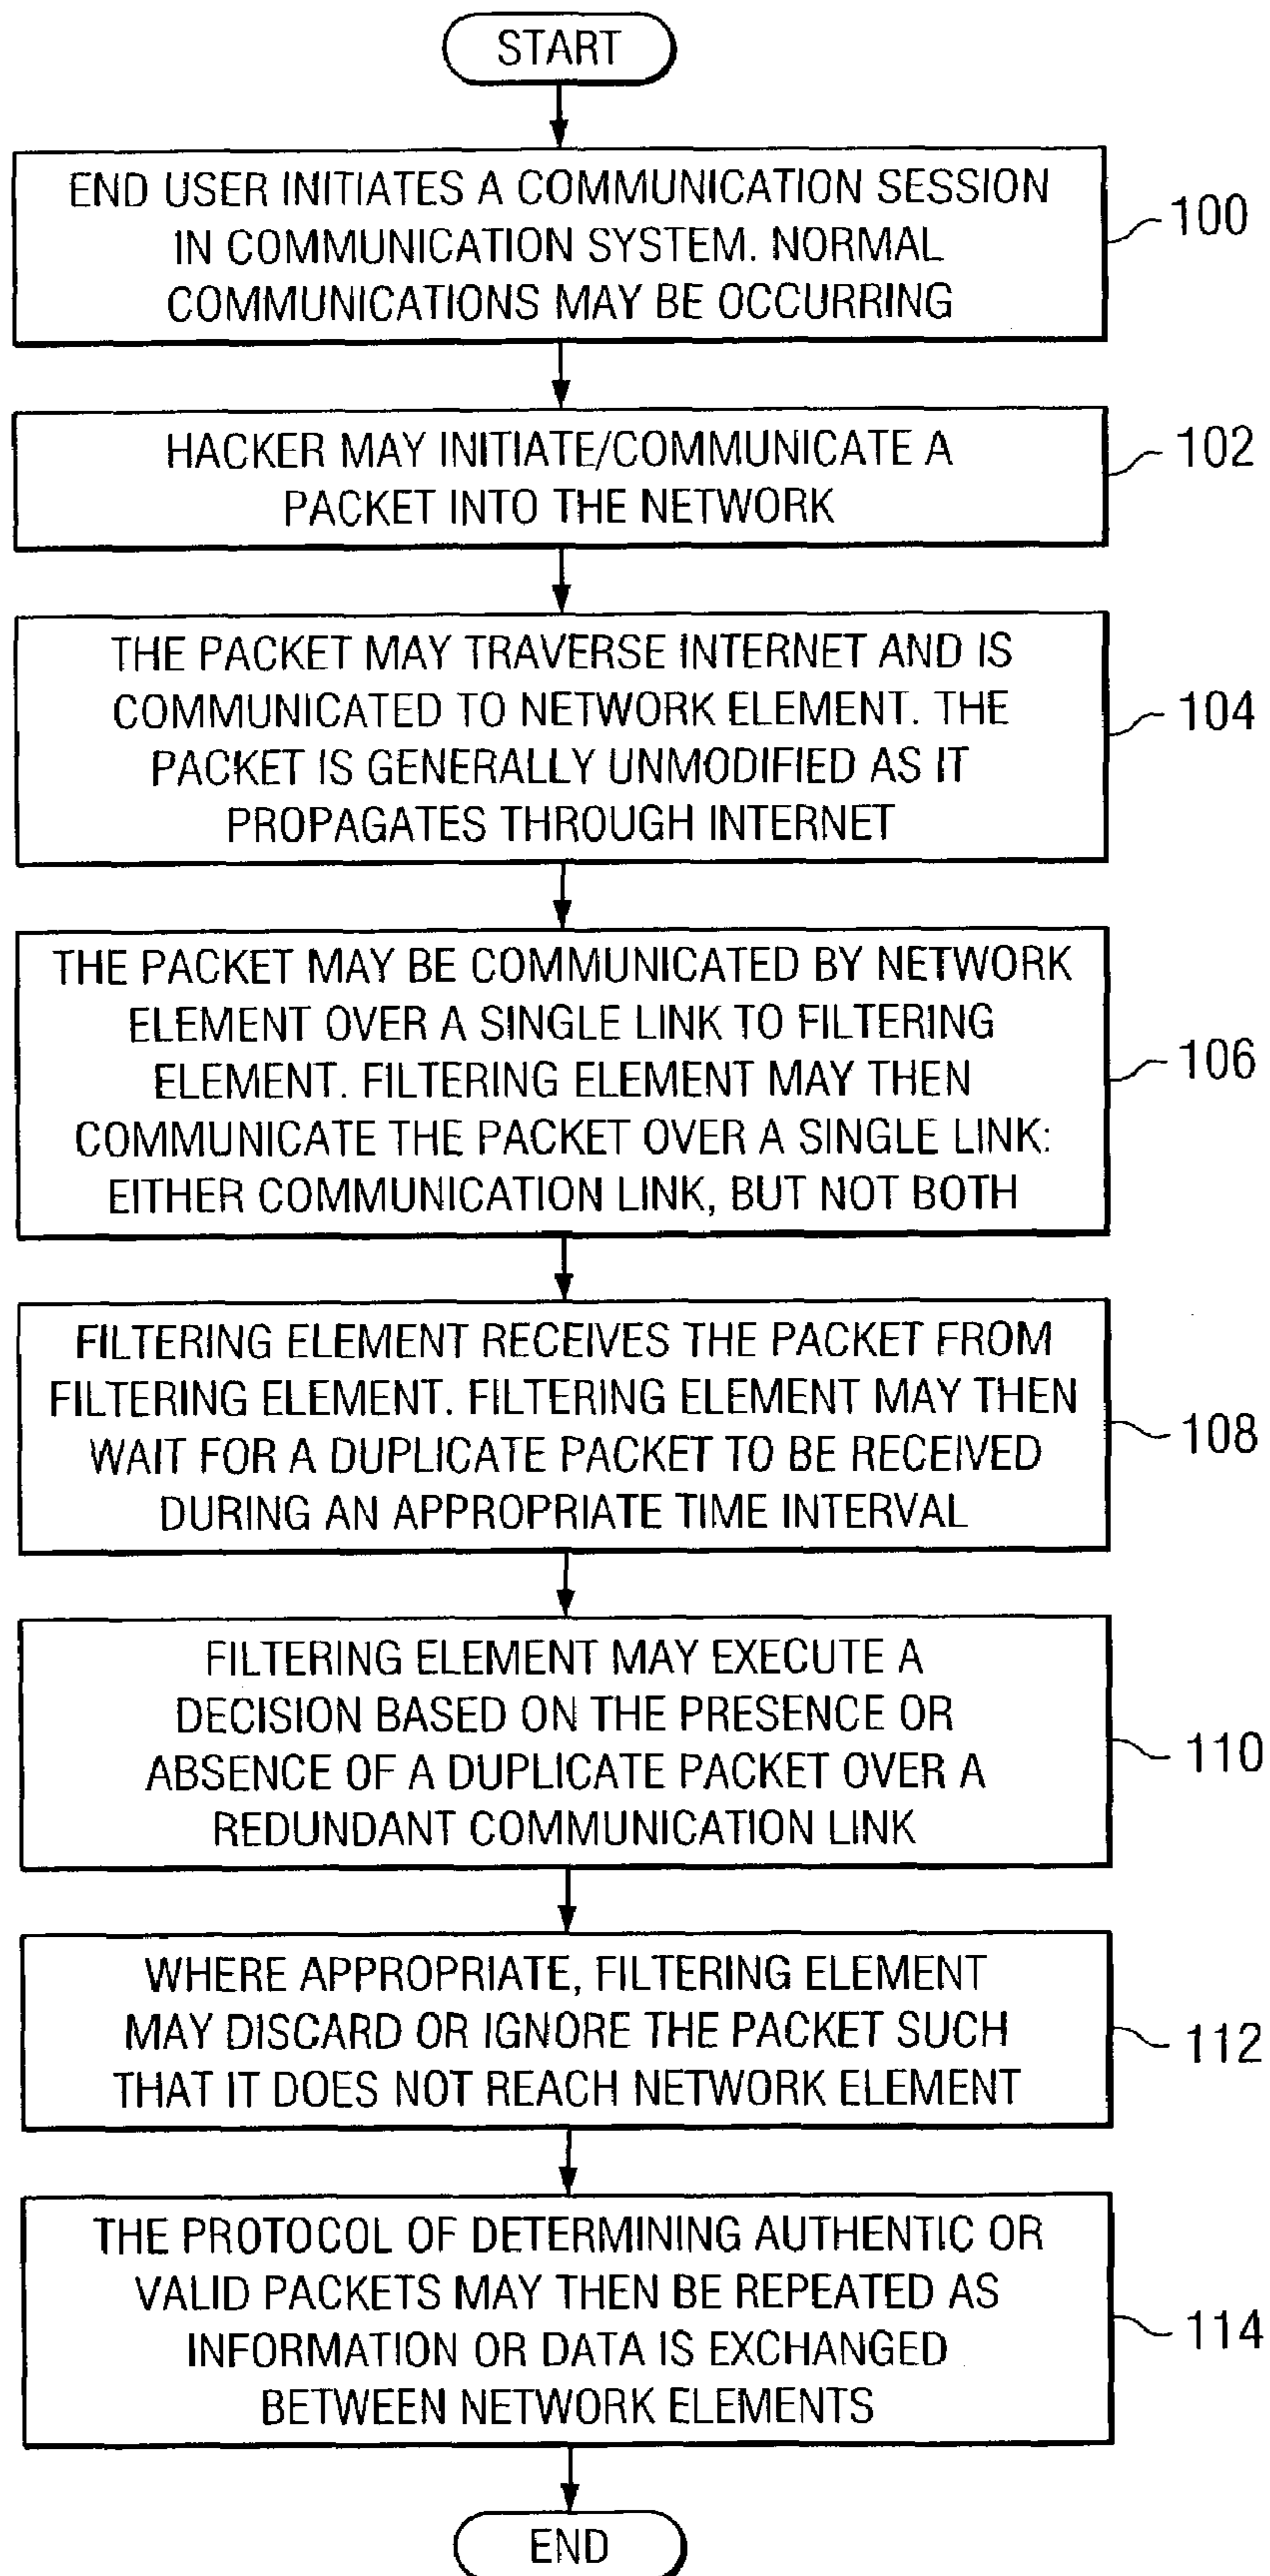 START
END USER INITIATES A COMMUNICATION SESSION
IN COMMUNICATION SYSTEM. NORMAL
COMMUNICATIONS MAY BE OCCURRING
100
HACKER MAY INITIATE/COMMUNICATE A
PACKET INTO THE NETWORK
102
THE PACKET MAY TRAVERSE INTERNET AND IS
COMMUNICATED TO NETWORK ELEMENT. THE
PACKET IS GENERALLY UNMODIFIED AS IT
PROPAGATES THROUGH INTERNET
104
THE PACKET MAY BE COMMUNICATED BY NETWORK
ELEMENT OVER A SINGLE LINK TO FILTERING
ELEMENT. FILTERING ELEMENT MAY THEN
COMMUNICATE THE PACKET OVER A SINGLE LINK:
EITHER COMMUNICATION LINK, BUT NOT BOTH
106
FILTERING ELEMENT RECEIVES THE PACKET FROM
FILTERING ELEMENT. FILTERING ELEMENT MAY THEN
WAIT FOR A DUPLICATE PACKET TO BE RECEIVED
DURING AN APPROPRIATE TIME INTERVAL
108
FILTERING ELEMENT MAY EXECUTE A
DECISION BASED ON THE PRESENCE OR
ABSENCE OF A DUPLICATE PACKET OVER A
REDUNDANT COMMUNICATION LINK
110
WHERE APPROPRIATE, FILTERING ELEMENT
MAY DISCARD OR IGNORE THE PACKET SUCH
THAT IT DOES NOT REACH NETWORK ELEMENT
112
THE PROTOCOL OF DETERMINING AUTHENTIC OR
VALID PACKETS MAY THEN BE REPEATED AS
INFORMATION OR DATA IS EXCHANGED
BETWEEN NETWORK ELEMENTS
114
END